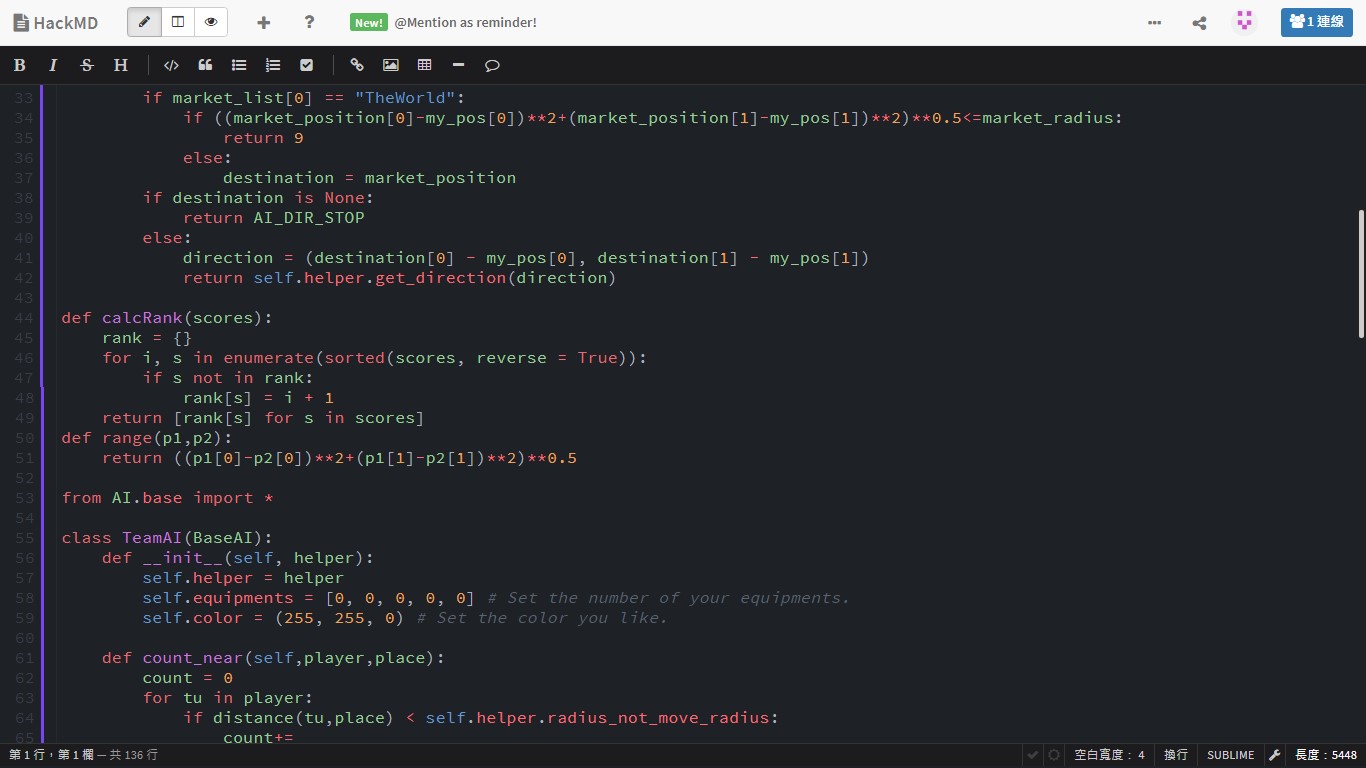 HackMD
New! @Mention as reminder!
1 連線
B I S H
33         if market_list[0] == "TheWorld":
34             if ((market_position[0]-my_pos[0])**2+(market_position[1]-my_pos[1])**2)**0.5<=market_radius:
35                 return 9
36             else:
37                 destination = market_position
38         if destination is None:
39             return AI_DIR_STOP
40         else:
41             direction = (destination[0] - my_pos[0], destination[1] - my_pos[1])
42             return self.helper.get_direction(direction)
43
44 def calcRank(scores):
45     rank = {}
46     for i, s in enumerate(sorted(scores, reverse = True)):
47         if s not in rank:
48             rank[s] = i + 1
49     return [rank[s] for s in scores]
50 def range(p1,p2):
51     return ((p1[0]-p2[0])**2+(p1[1]-p2[1])**2)**0.5
52
53 from AI.base import *
54
55 class TeamAI(BaseAI):
56     def __init__(self, helper):
57         self.helper = helper
58         self.equipments = [0, 0, 0, 0, 0] # Set the number of your equipments.
59         self.color = (255, 255, 0) # Set the color you like.
60
61     def count_near(self,player,place):
62         count = 0
63         for tu in player:
64             if distance(tu,place) < self.helper.radius_not_move_radius:
65                 count+=
第 1 行，第 1 欄 — 共 136 行 空白寬度： 4 換行 SUBLIME 長度：5448